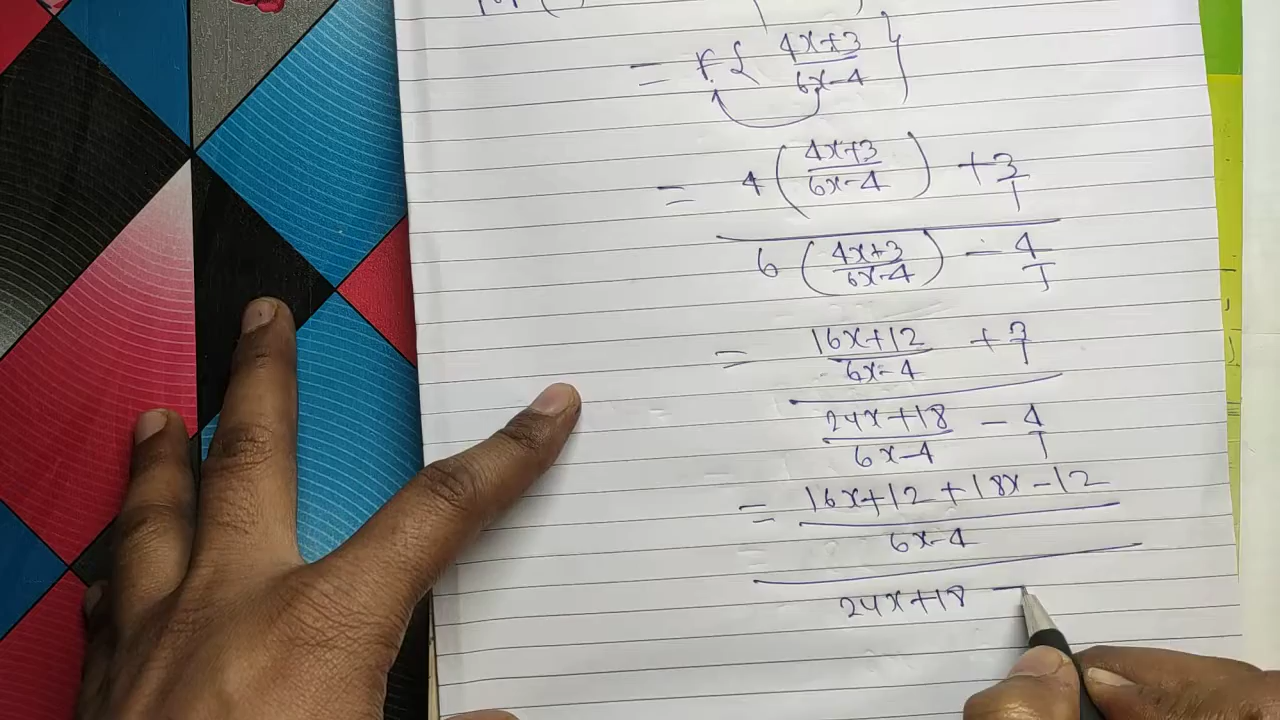 = f { (4x+3)/(6x-4) }
= (4((4x+3)/(6x-4)) + 3/1) / (6((4x+3)/(6x-4)) - 4/1)
= ((16x+12)/(6x-4) + 3/1) / ((24x+18)/(6x-4) - 4/1)
= ((16x+12+18x-12)/(6x-4)) / (24x+18 -